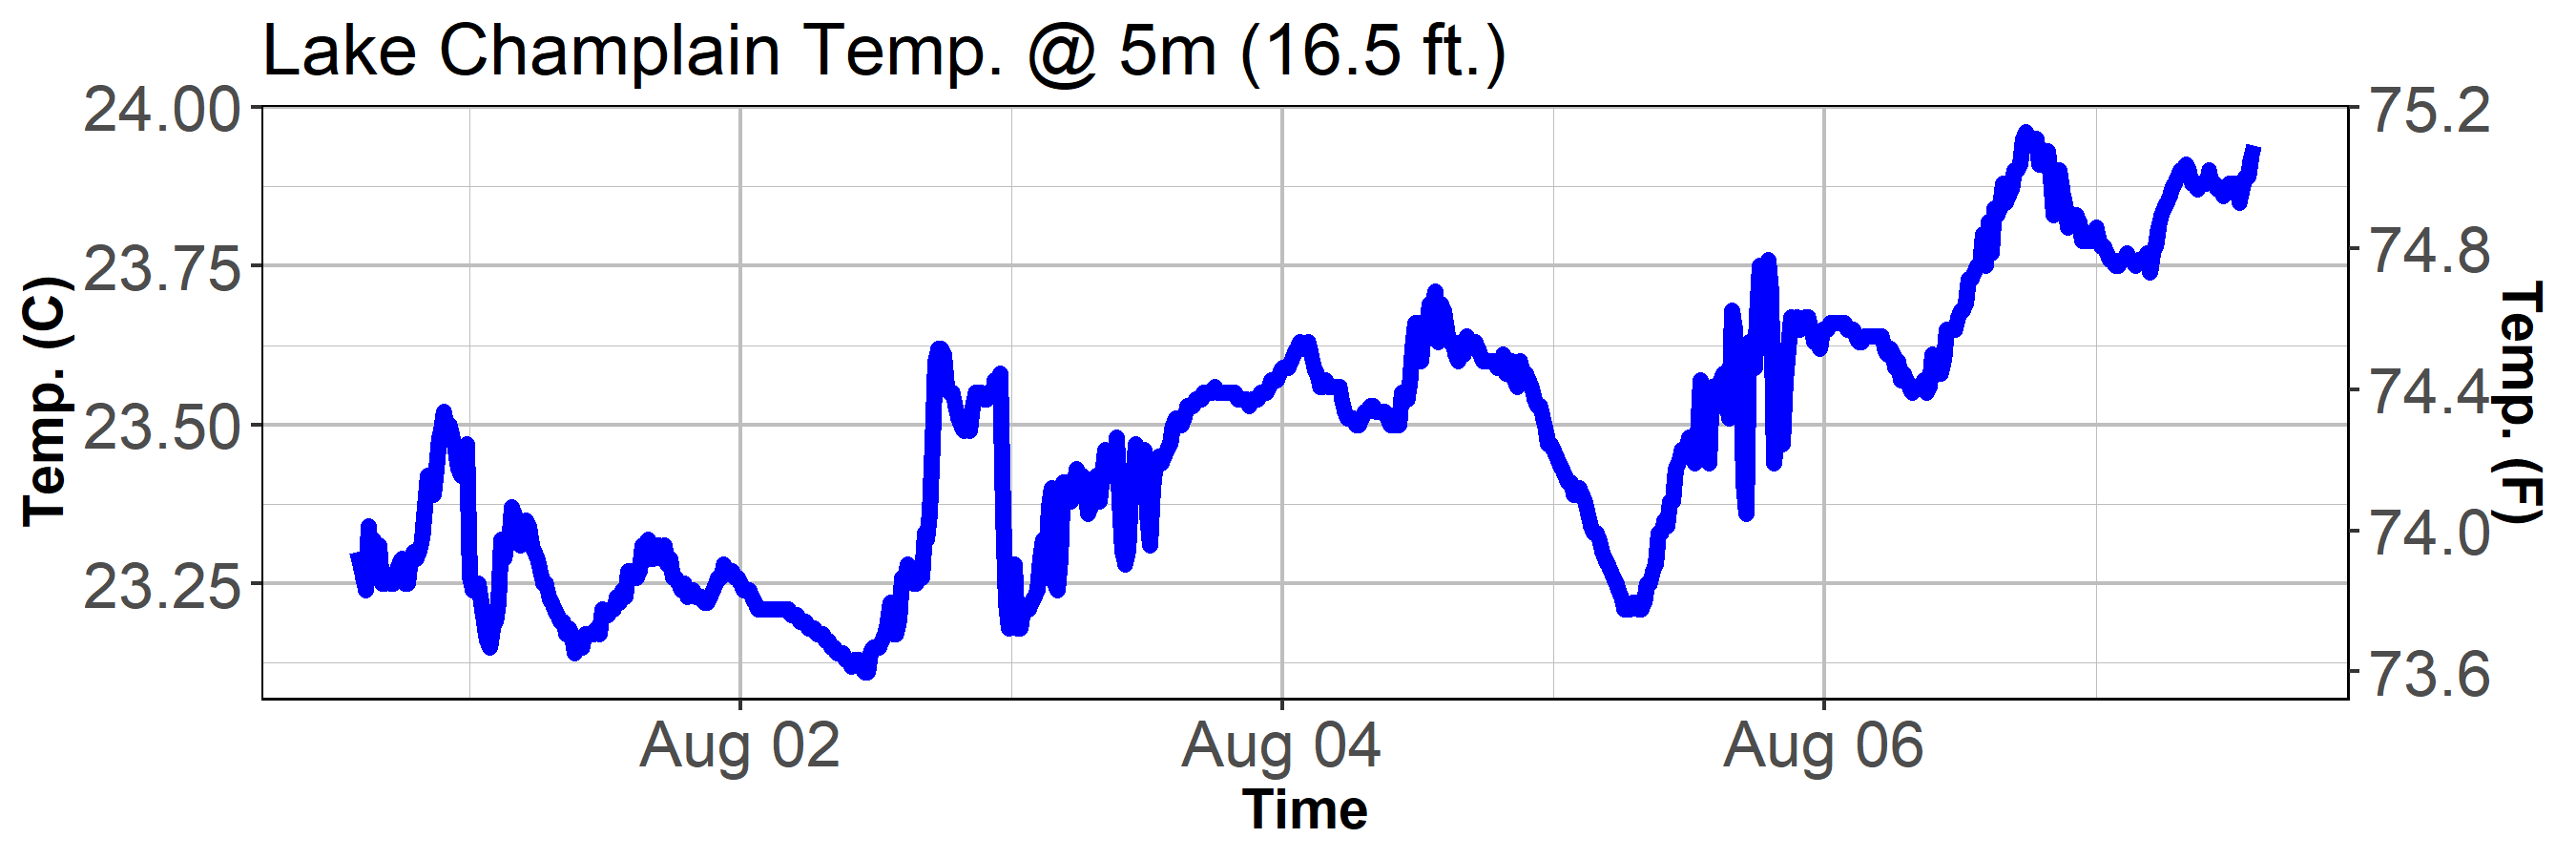 Lake Champlain Temp. @ 5m (16.5 ft.)
24.00
23.75
23.50
23.25
Temp. (C)
75.2
74.8
74.4
74.0
73.6
Temp. (F)
Aug 02
Aug 04
Aug 06
Time